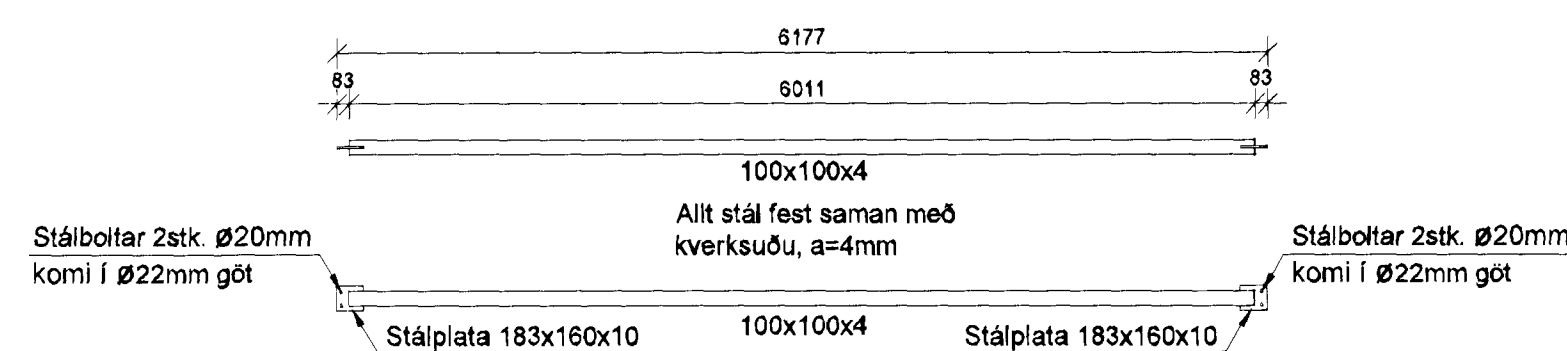 6177
83
6011
83
100x100x4
Allt stál fest saman með
kverksuðu, a=4mm
Stálboltar 2stk. Ø20mm
komi í Ø22mm göt
Stálboltar 2stk. Ø20mm
komi í Ø22mm göt
100x100x4
Stálplata 183x160x10
Stálplata 183x160x10